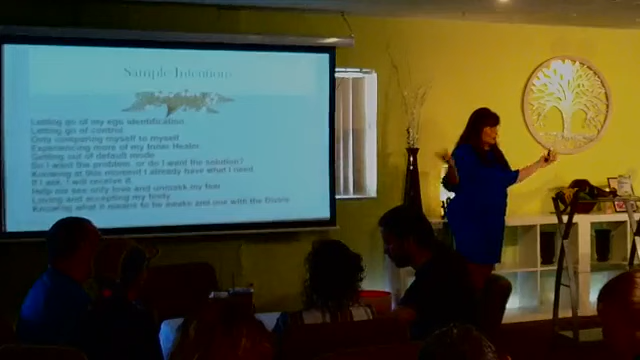 Sample Intentions
Letting go of my ego identification.
Letting go of control
Only comparing myself to myself
Experiencing more of my Inner Healer
Getting out of default mode
Do I want the problem, or do I want the solution?
Knowing at this moment I already have what I need
If I ask, I will receive it.
Help me see only love and my fear
Loving and accepting my body
Knowing what it means to be awake and one with the Divine